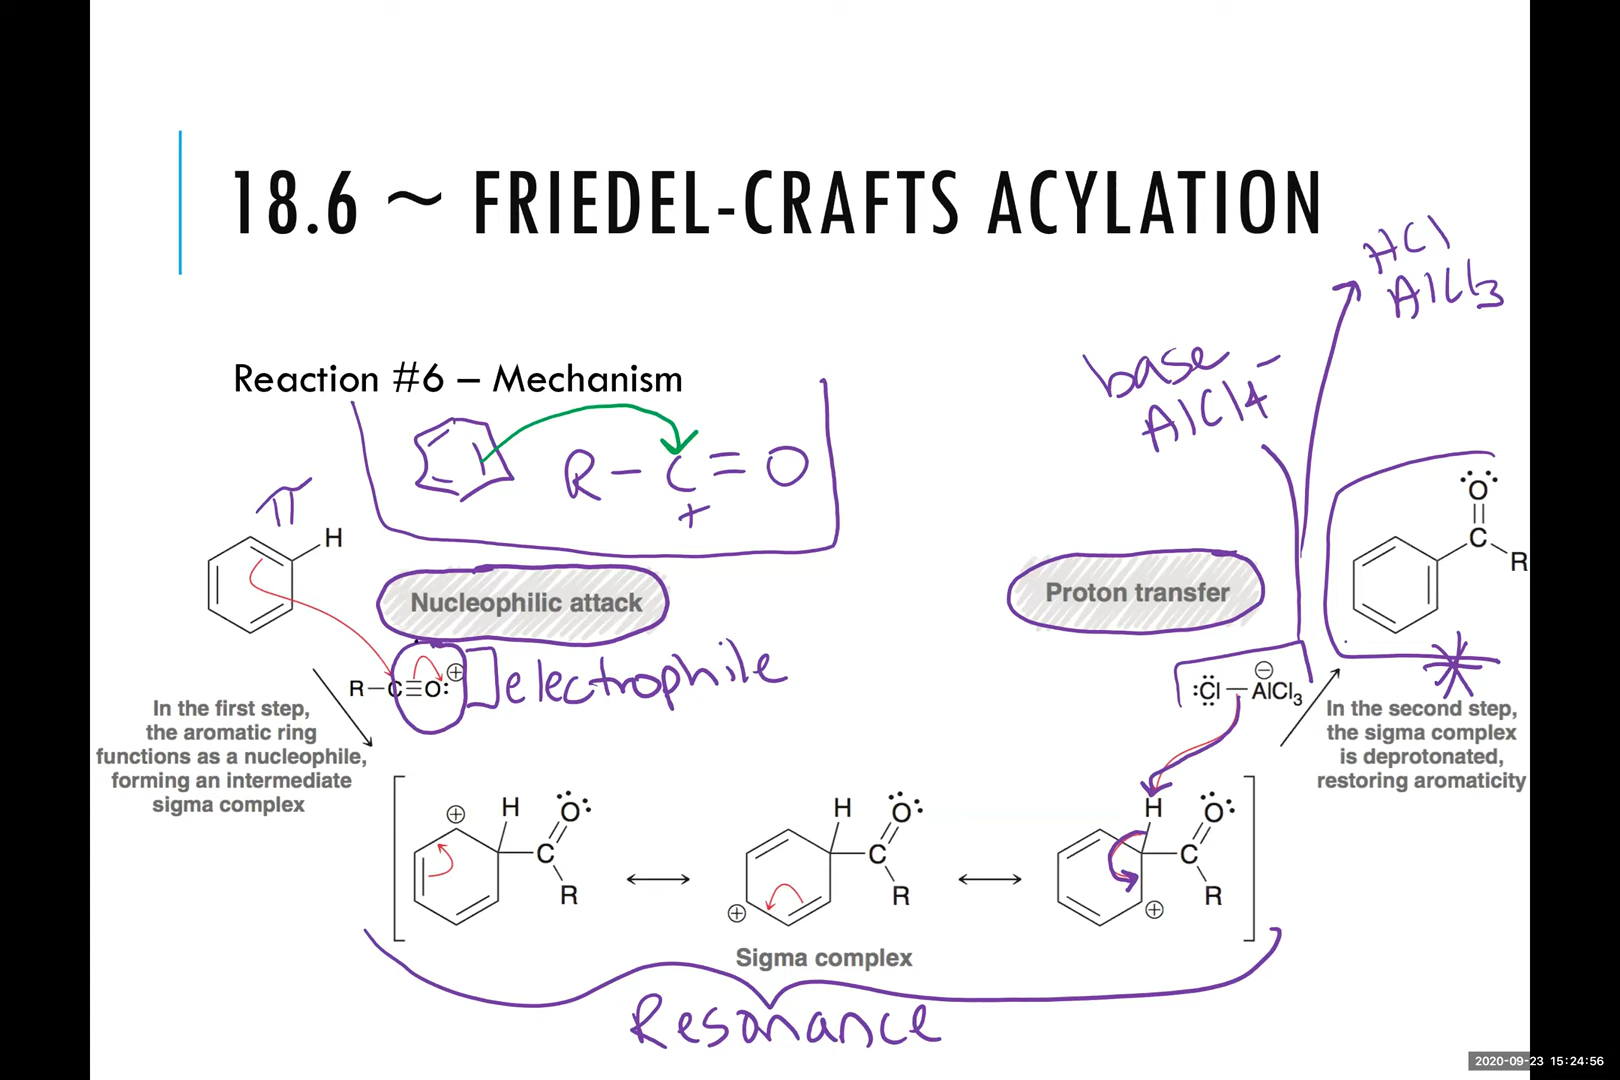 18.6 ~ FRIEDEL-CRAFTS ACYLATION
HCl
AlCl3
Reaction #6 – Mechanism
base
AlCl4-
R – C = O
+
π
H
Nucleophilic attack
Proton transfer
:O:
C
R
R–C≡O: ⊕
electrophile
:Cl – AlCl3 ⊖
In the first step,
the aromatic ring
functions as a nucleophile,
forming an intermediate
sigma complex
In the second step,
the sigma complex
is deprotonated,
restoring aromaticity
⊕ H O: C R
H O: C R ⊕
H O: C R ⊕
Sigma complex
Resonance
2020-09-23 15:24:56